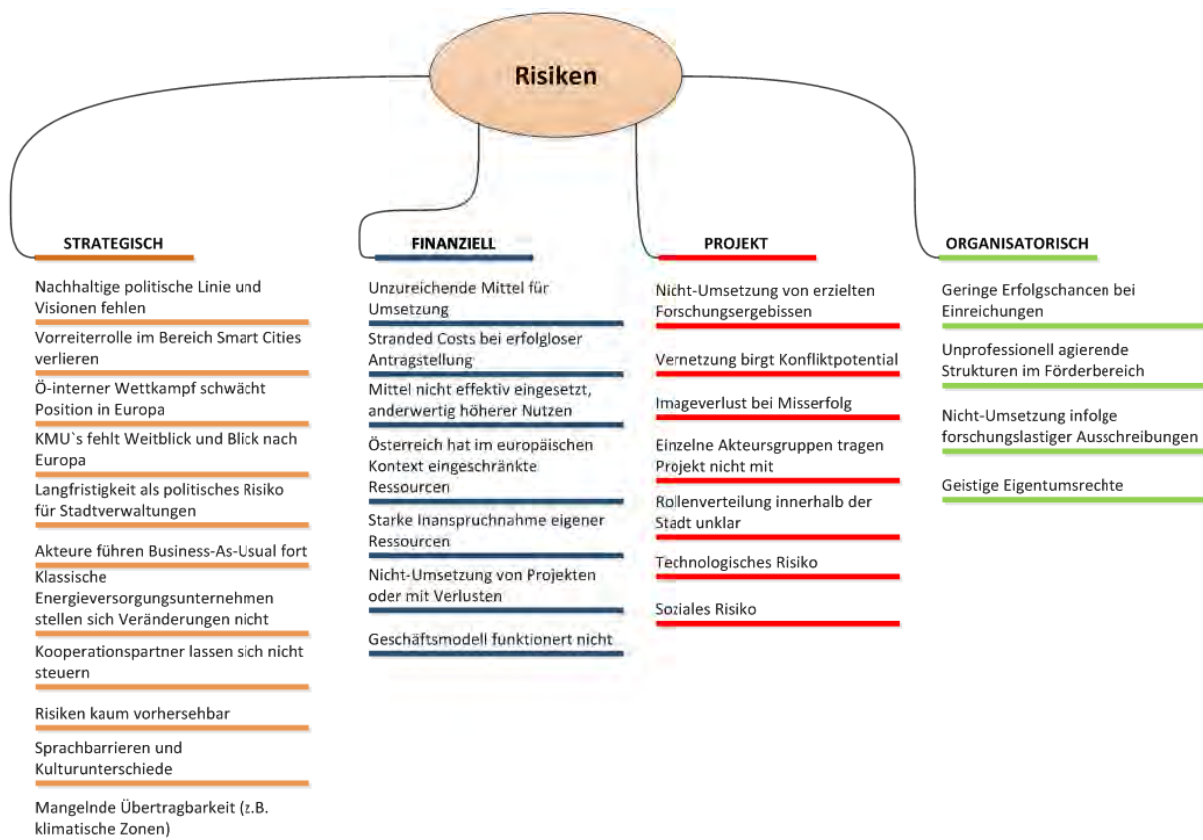 Risiken
STRATEGISCH
Nachhaltige politische Linie und
Visionen fehlen
Vorreiterrolle im Bereich Smart Cities
verlieren
Ö-interner Wettkampf schwächt
Position in Europa
KMU`s fehlt Weitblick und Blick nach
Europa
Langfristigkeit als politisches Risiko
für Stadtverwaltungen
Akteure führen Business-As-Usual fort
Klassische
Energieversorgungsunternehmen
stellen sich Veränderungen nicht
Kooperationspartner lassen sich nicht
steuern
Risiken kaum vorhersehbar
Sprachbarrieren und
Kulturunterschiede
Mangelnde Übertragbarkeit (z.B.
klimatische Zonen)
FINANZIELL
Unzureichende Mittel für
Umsetzung
Stranded Costs bei erfolgloser
Antragstellung
Mittel nicht effektiv eingesetzt,
anderwertig höherer Nutzen
Österreich hat im europäischen
Kontext eingeschränkte
Ressourcen
Starke Inanspruchnahme eigener
Ressourcen
Nicht-Umsetzung von Projekten
oder mit Verlusten
Geschäftsmodell funktionert nicht
PROJEKT
Nicht-Umsetzung von erzielten
Forschungsergebissen
Vernetzung birgt Konfliktpotential
Imageverlust bei Misserfolg
Einzelne Akteursgruppen tragen
Projekt nicht mit
Rollenverteilung innerhalb der
Stadt unklar
Technologisches Risiko
Soziales Risiko
ORGANISATORISCH
Geringe Erfolgschancen bei
Einreichungen
Unprofessionell agierende
Strukturen im Förderbereich
Nicht-Umsetzung infolge
forschungslastiger Ausschreibungen
Geistige Eigentumsrechte